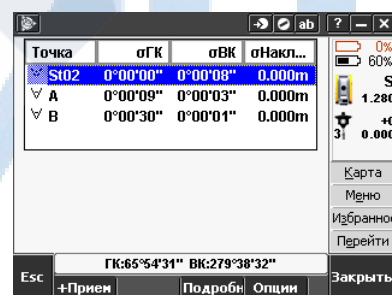 ab ? – ×
Точка σГК σВК σНакл...
St02 0°00'00" 0°00'08" 0.000m
A 0°00'09" 0°00'03" 0.000m
B 0°00'30" 0°00'01" 0.000m
0%
60%
S
1.280
+0
3 0.000
Карта
Меню
Избранное
Перейти
ГК:65°54'31" ВК:279°38'32"
Esc +Прием Подробн Опции Закрыть